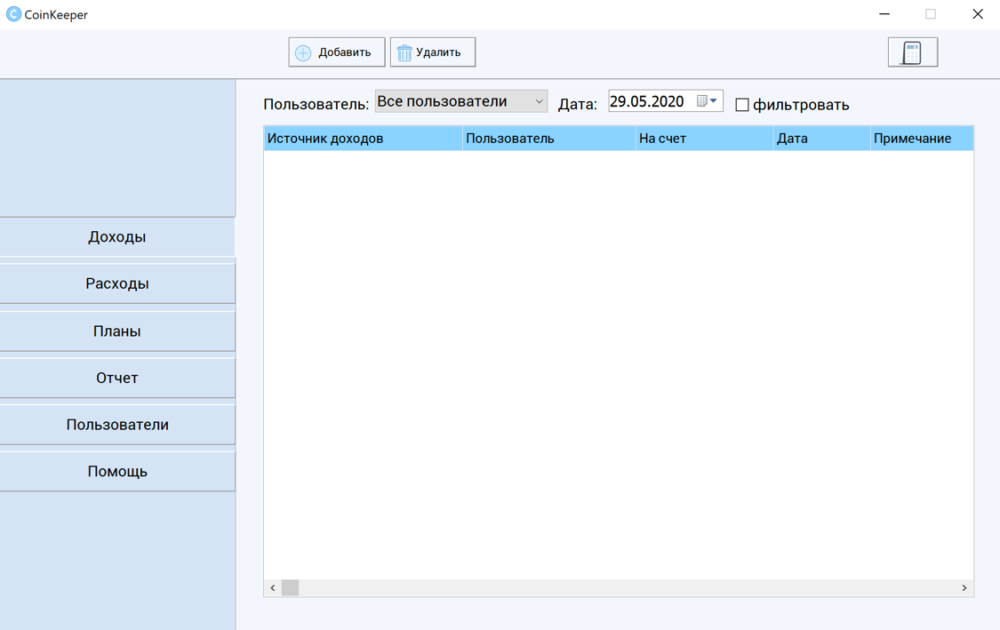 CoinKeeper
Добавить Удалить
Пользователь: Все пользователи Дата: 29.05.2020 фильтровать
Источник доходов Пользователь На счет Дата Примечание
Доходы
Расходы
Планы
Отчет
Пользователи
Помощь